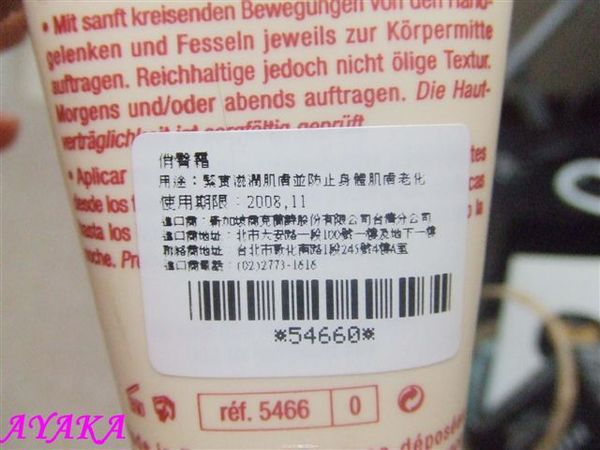 • Mit sanft kreisenden Bewegungen von den Hand-
gelenken und Fesseln jeweils zur Körpermitte
auftragen. Reichhaltige jedoch nicht ölige Textur.
Morgens und/oder abends auftragen. Die Haut-
verträglichkeit ist sorgfältig geprüft.
• Aplicar
desde los
hasta los
noche. Pr
俏臀霜
用途：緊實滋潤肌膚並防止身體肌膚老化
使用期限：2008,11
進口商：新加坡商克蘭詩股份有限公司台灣分公司
進口商地址：北市大安路一段100號一樓及地下一樓
聯絡商地址：台北市敦化南路1段245號4樓A室
進口商電話：(02)2773-1818
*54660*
réf. 5466 0
déposée
AYAKA